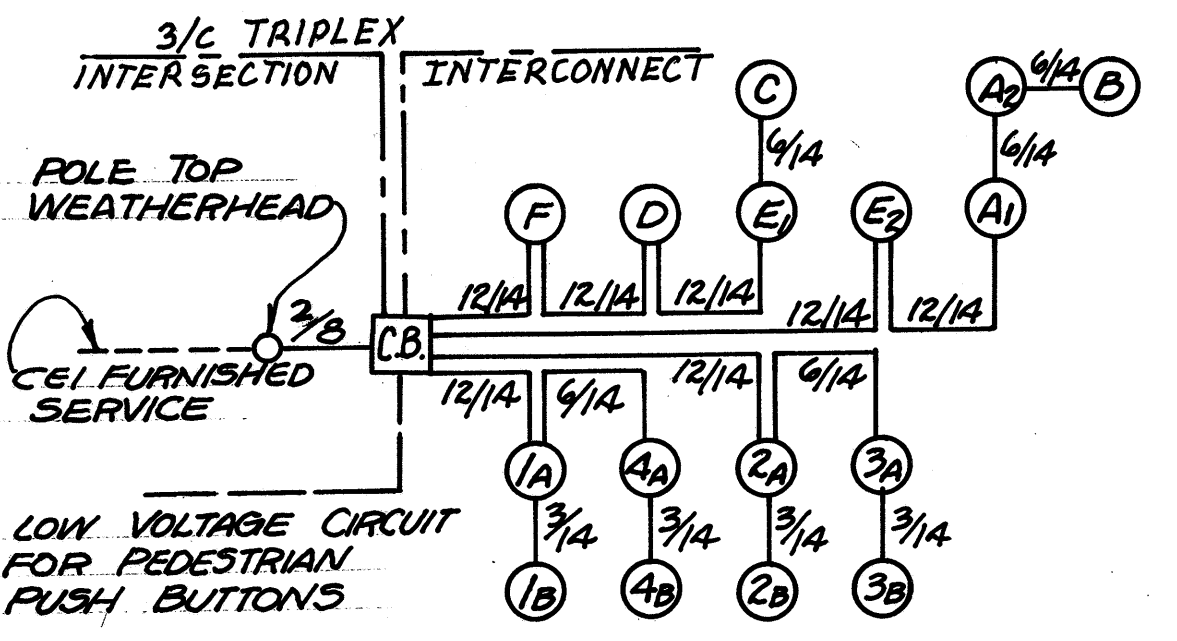 3/C TRIPLEX
INTERSECTION INTERCONNECT
C A2 6/14 B
6/14 6/14
POLE TOP
WEATHERHEAD
F D E1 E2 A1
12/14 12/14 12/14 12/14 12/14
2/8 C.B.
CEI FURNISHED
SERVICE
12/14 6/14 12/14 6/14
1A 4A 2A 3A
3/14 3/14 3/14 3/14
LOW VOLTAGE CIRCUIT
FOR PEDESTRIAN
PUSH BUTTONS
1B 4B 2B 3B